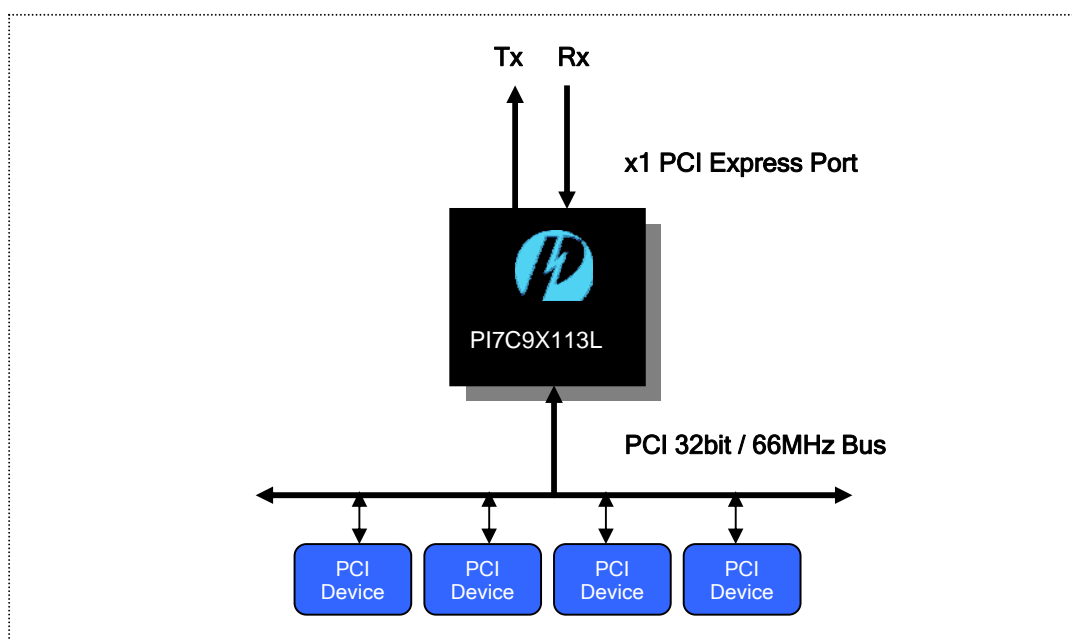 Tx Rx
x1 PCI Express Port
PI7C9X113L
PCI 32bit / 66MHz Bus
PCI
Device
PCI
Device
PCI
Device
PCI
Device